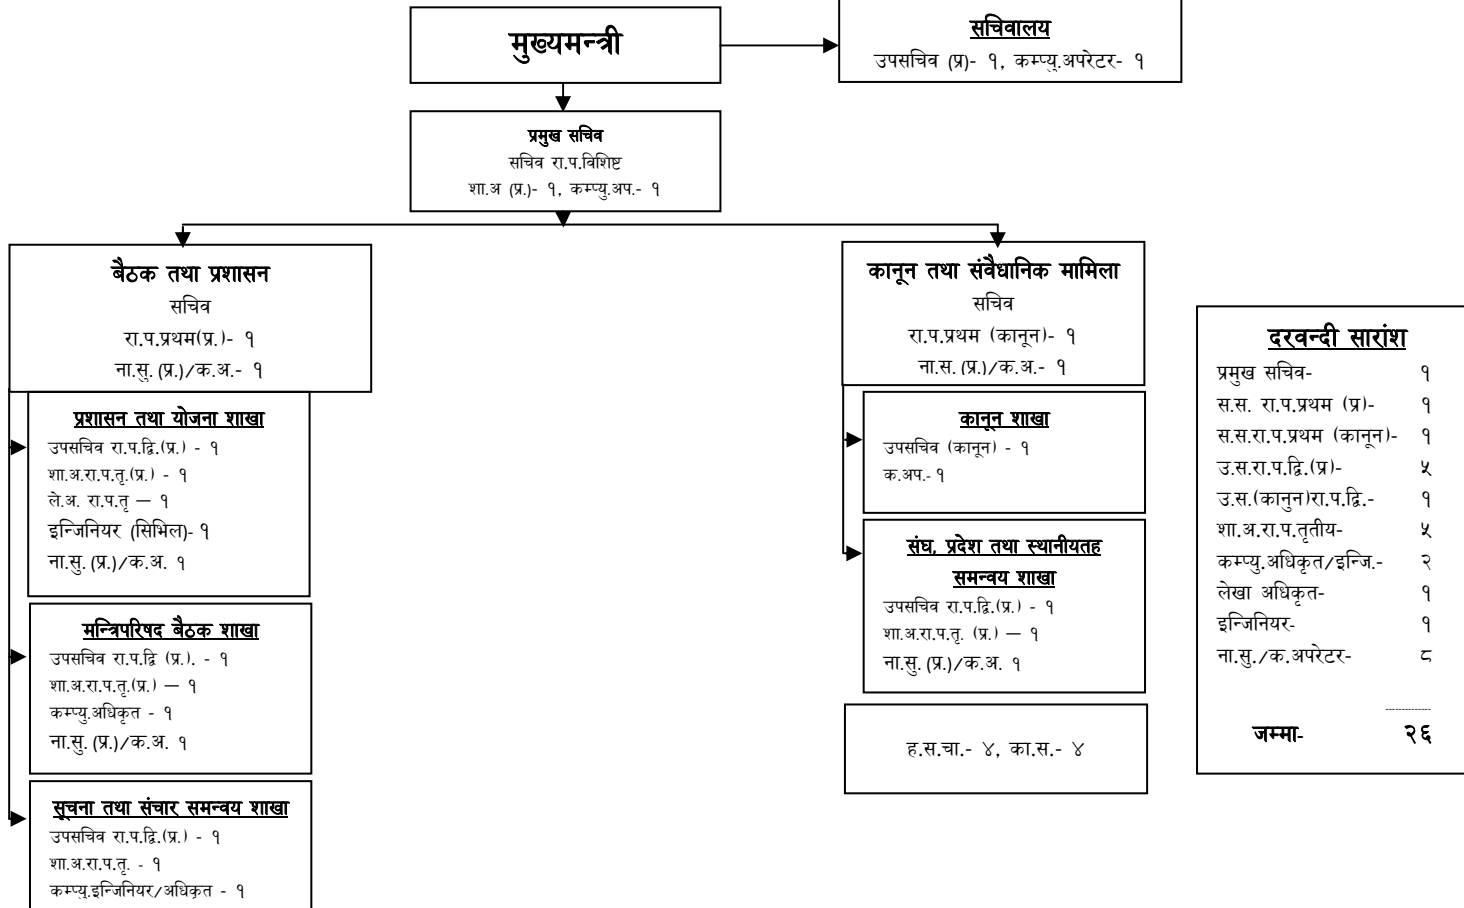 मुख्यमन्त्री
सचिवालय
उपसचिव (प्र)- १, कम्प्यु.अपरेटर- १
प्रमुख सचिव
सचिव रा.प.विशिष्ट
शा.अ (प्र.)- १, कम्प्यु.अप.- १
बैठक तथा प्रशासन
सचिव
रा.प.प्रथम(प्र.)- १
ना.सु. (प्र.)/क.अ.- १
प्रशासन तथा योजना शाखा
उपसचिव रा.प.द्वि.(प्र.) - १
शा.अ.रा.प.तृ.(प्र.) - १
ले.अ. रा.प.तृ — १
इन्जिनियर (सिभिल)- १
ना.सु. (प्र.)/क.अ. १
मन्त्रिपरिषद बैठक शाखा
उपसचिव रा.प.द्वि (प्र.). - १
शा.अ.रा.प.तृ.(प्र.) — १
कम्प्यु.अधिकृत - १
ना.सु. (प्र.)/क.अ. १
सूचना तथा संचार समन्वय शाखा
उपसचिव रा.प.द्वि.(प्र.) - १
शा.अ.रा.प.तृ. - १
कम्प्यु.इन्जिनियर/अधिकृत - १
कानून तथा संवैधानिक मामिला
सचिव
रा.प.प्रथम (कानून)- १
ना.स. (प्र.)/क.अ.- १
कानून शाखा
उपसचिव (कानून) - १
क.अप.- १
संघ, प्रदेश तथा स्थानीयतह
समन्वय शाखा
उपसचिव रा.प.द्वि.(प्र.) - १
शा.अ.रा.प.तृ. (प्र.) — १
ना.सु. (प्र.)/क.अ. १
ह.स.चा.- ४, का.स.- ४
दरवन्दी सारांश
प्रमुख सचिव- १
स.स. रा.प.प्रथम (प्र)- १
स.स.रा.प.प्रथम (कानून)- १
उ.स.रा.प.द्वि.(प्र)- ५
उ.स.(कानुन)रा.प.द्वि.- १
शा.अ.रा.प.तृतीय- ५
कम्प्यु.अधिकृत/इन्जि.- २
लेखा अधिकृत- १
इन्जिनियर- १
ना.सु./क.अपरेटर- ८
जम्मा- २६